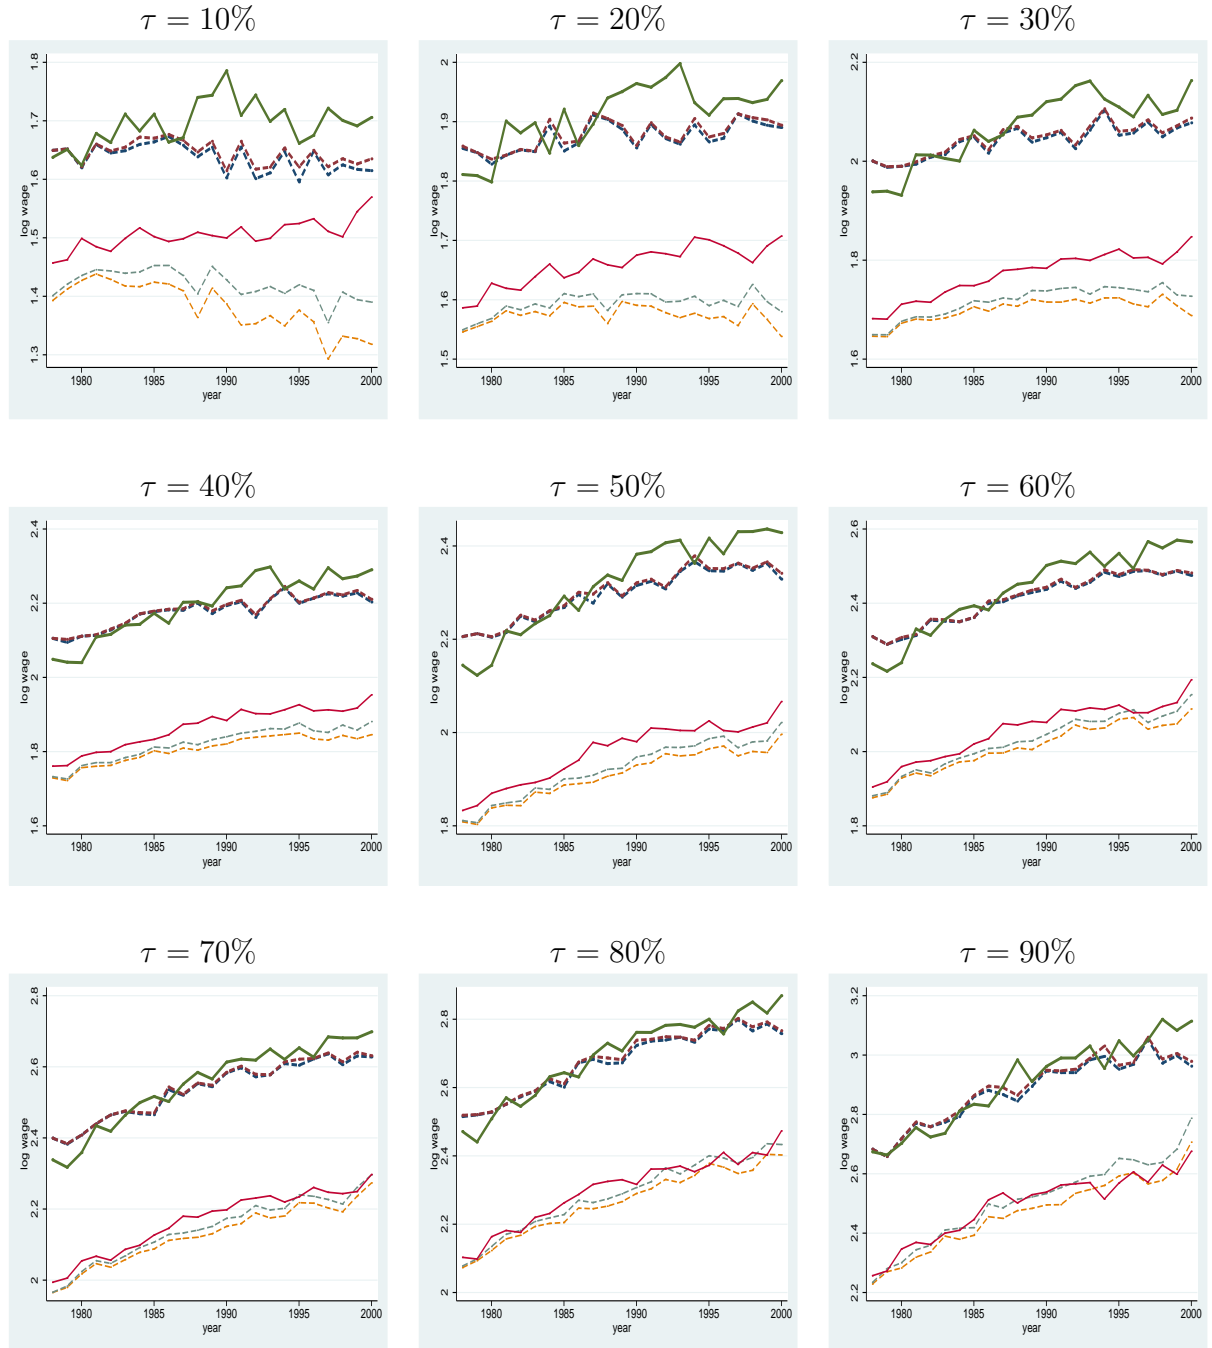 τ = 10%
τ = 20%
τ = 30%
log wage
1.3 1.4 1.5 1.6 1.7 1.8
1980 1985 1990 1995 2000
year
log wage
1.5 1.6 1.7 1.8 1.9 2
1980 1985 1990 1995 2000
year
log wage
1.6 1.8 2 2.2
1980 1985 1990 1995 2000
year
τ = 40%
τ = 50%
τ = 60%
log wage
1.6 1.8 2 2.2 2.4
1980 1985 1990 1995 2000
year
log wage
1.8 2 2.2 2.4
1980 1985 1990 1995 2000
year
log wage
1.8 2 2.2 2.4 2.6
1980 1985 1990 1995 2000
year
τ = 70%
τ = 80%
τ = 90%
log wage
2 2.2 2.4 2.6 2.8
1980 1985 1990 1995 2000
year
log wage
2 2.2 2.4 2.6 2.8
1980 1985 1990 1995 2000
year
log wage
2.2 2.4 2.6 2.8 3 3.2
1980 1985 1990 1995 2000
year